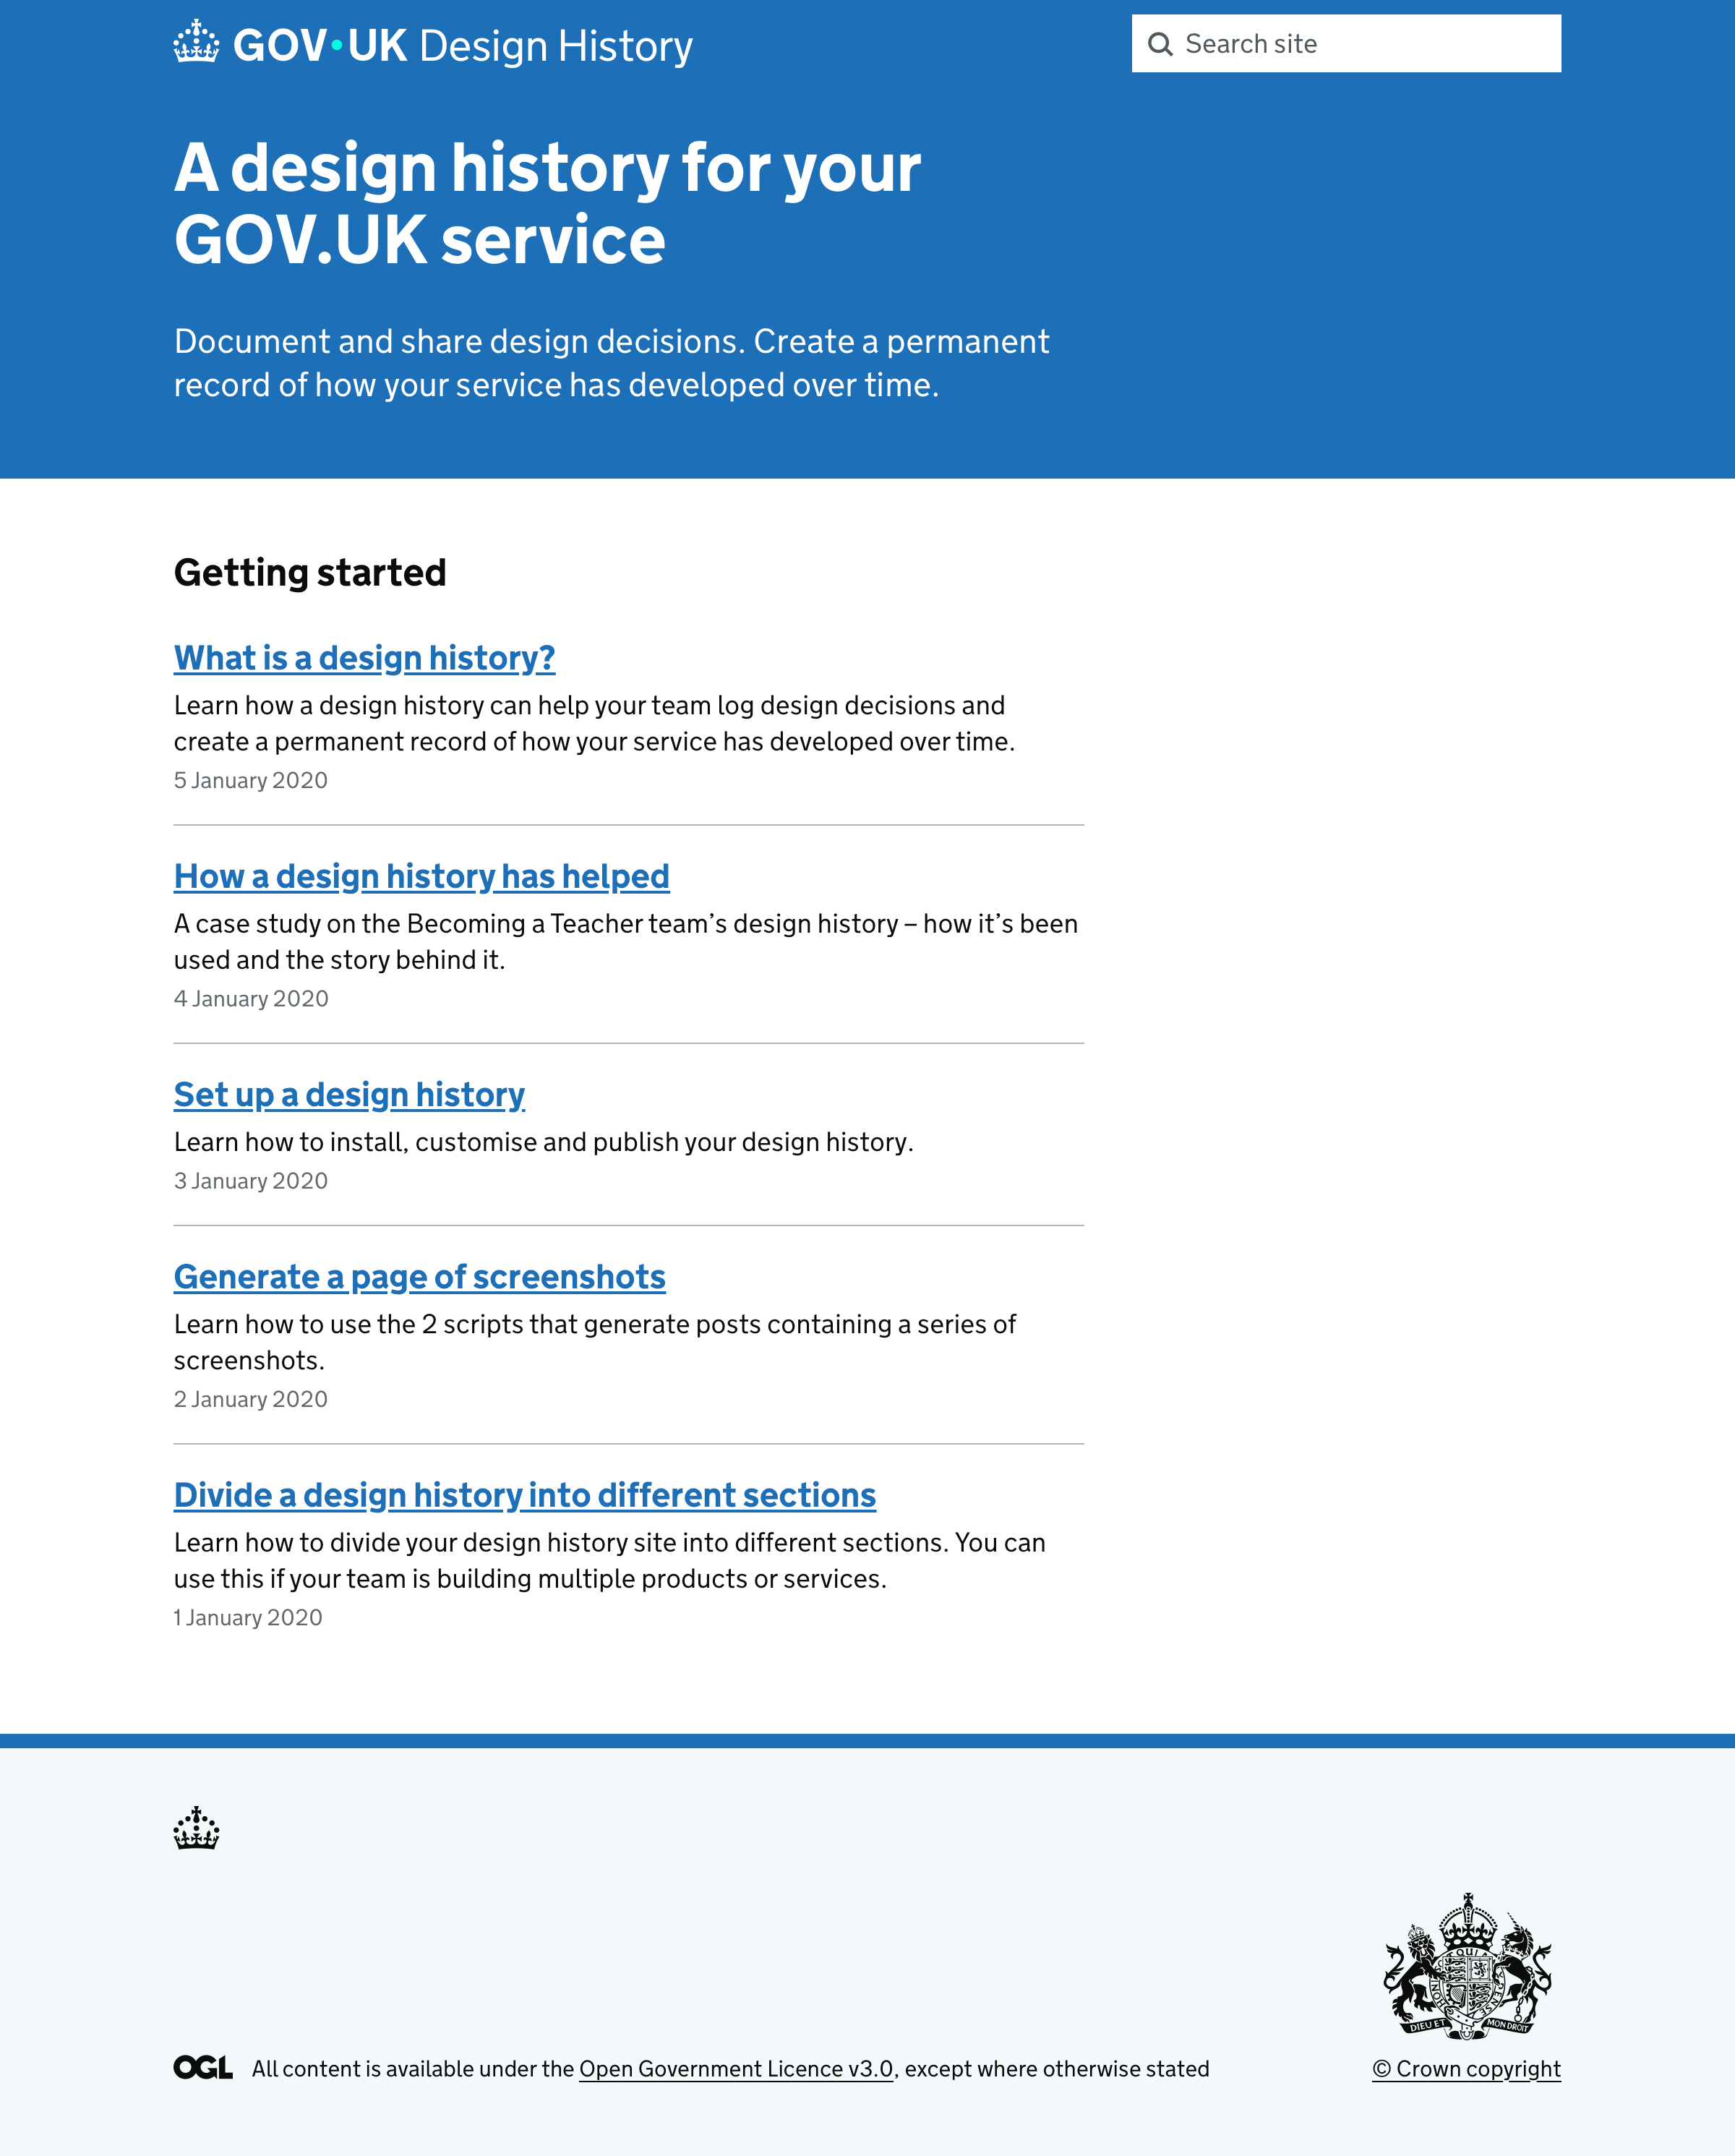 GOV•UK Design History
Search site
A design history for your
GOV.UK service
Document and share design decisions. Create a permanent
record of how your service has developed over time.
Getting started
What is a design history?
Learn how a design history can help your team log design decisions and
create a permanent record of how your service has developed over time.
5 January 2020
How a design history has helped
A case study on the Becoming a Teacher team’s design history – how it’s been
used and the story behind it.
4 January 2020
Set up a design history
Learn how to install, customise and publish your design history.
3 January 2020
Generate a page of screenshots
Learn how to use the 2 scripts that generate posts containing a series of
screenshots.
2 January 2020
Divide a design history into different sections
Learn how to divide your design history site into different sections. You can
use this if your team is building multiple products or services.
1 January 2020
DIEU ET MON DROIT
OGL All content is available under the Open Government Licence v3.0, except where otherwise stated
© Crown copyright